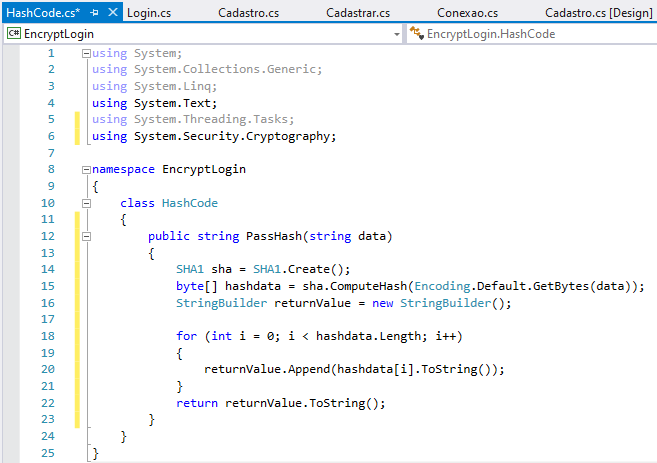 HashCode.cs* Login.cs Cadastro.cs Cadastrar.cs Conexao.cs Cadastro.cs [Design]
C# EncryptLogin EncryptLogin.HashCode
1 using System;
2 using System.Collections.Generic;
3 using System.Linq;
4 using System.Text;
5 using System.Threading.Tasks;
6 using System.Security.Cryptography;
7
8 namespace EncryptLogin
9 {
10 class HashCode
11 {
12 public string PassHash(string data)
13 {
14 SHA1 sha = SHA1.Create();
15 byte[] hashdata = sha.ComputeHash(Encoding.Default.GetBytes(data));
16 StringBuilder returnValue = new StringBuilder();
17
18 for (int i = 0; i < hashdata.Length; i++)
19 {
20 returnValue.Append(hashdata[i].ToString());
21 }
22 return returnValue.ToString();
23 }
24 }
25 }